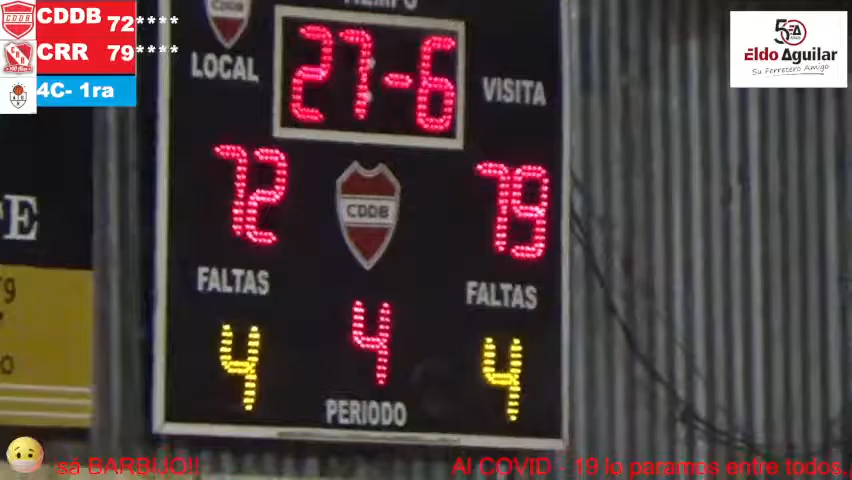 CDDB 72****
CRR 79****
4C- 1ra
TIEMPO
27-6
LOCAL
VISITA
72
79
CDDB
FALTAS
FALTAS
4
4
4
PERIODO
Eldo Aguilar
Su Ferretero Amigo
E
BARBIJO!!
Al COVID - 19 lo paramos entre todos.